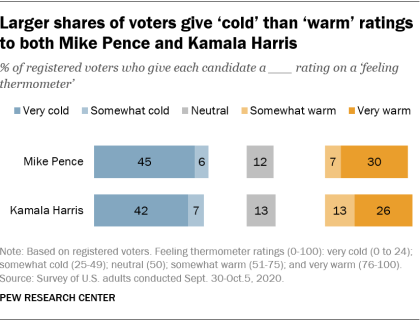 Larger shares of voters give ‘cold’ than ‘warm’ ratings
to both Mike Pence and Kamala Harris
% of registered voters who give each candidate a ___ rating on a ‘feeling
thermometer’
Very cold Somewhat cold Neutral Somewhat warm Very warm
Mike Pence 45 6 12 7 30
Kamala Harris 42 7 13 13 26
Note: Based on registered voters. Feeling thermometer ratings (0-100): very cold (0 to 24);
somewhat cold (25-49); neutral (50); somewhat warm (51-75); and very warm (76-100).
Source: Survey of U.S. adults conducted Sept. 30-Oct.5, 2020.
PEW RESEARCH CENTER